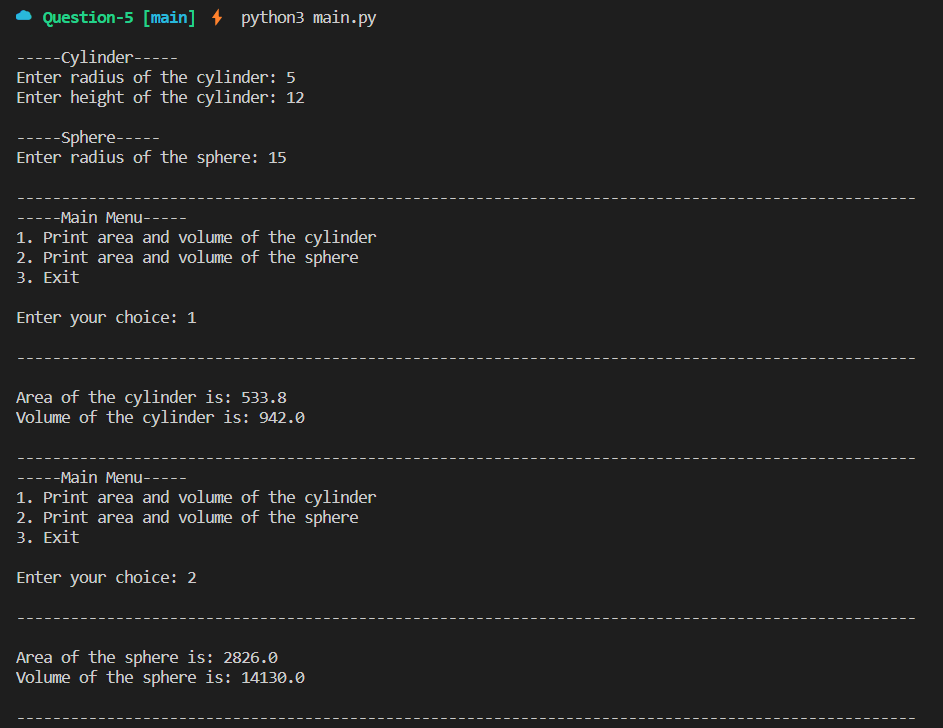 Question-5 [main] python3 main.py
-----Cylinder-----
Enter radius of the cylinder: 5
Enter height of the cylinder: 12
-----Sphere-----
Enter radius of the sphere: 15
----------------------------------------------------------------------------------------------------
-----Main Menu-----
1. Print area and volume of the cylinder
2. Print area and volume of the sphere
3. Exit
Enter your choice: 1
----------------------------------------------------------------------------------------------------
Area of the cylinder is: 533.8
Volume of the cylinder is: 942.0
----------------------------------------------------------------------------------------------------
-----Main Menu-----
1. Print area and volume of the cylinder
2. Print area and volume of the sphere
3. Exit
Enter your choice: 2
----------------------------------------------------------------------------------------------------
Area of the sphere is: 2826.0
Volume of the sphere is: 14130.0
----------------------------------------------------------------------------------------------------